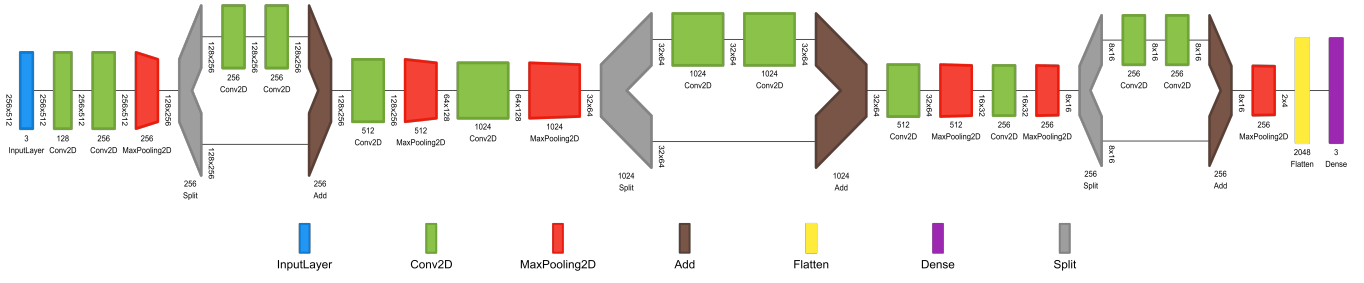 256x512
3
InputLayer
256x512
128
Conv2D
256x512
256
Conv2D
256x512
256
MaxPooling2D
128x256
256
Split
128x256
256
Conv2D
128x256
256
Conv2D
128x256
128x256
256
Add
128x256
512
Conv2D
128x256
512
MaxPooling2D
64x128
1024
Conv2D
64x128
1024
MaxPooling2D
32x64
1024
Split
32x64
1024
Conv2D
32x64
1024
Conv2D
32x64
32x64
1024
Add
32x64
512
Conv2D
32x64
512
MaxPooling2D
16x32
256
Conv2D
16x32
256
MaxPooling2D
8x16
256
Split
8x16
256
Conv2D
8x16
256
Conv2D
8x16
8x16
256
Add
8x16
256
MaxPooling2D
2x4
2048
Flatten
3
Dense
InputLayer
Conv2D
MaxPooling2D
Add
Flatten
Dense
Split